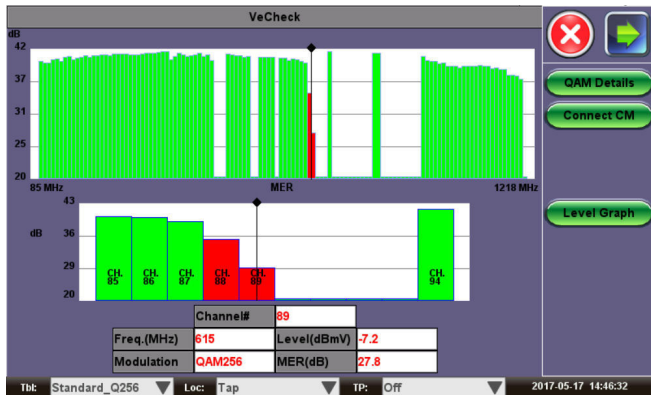 VeCheck
dB
42
37
31
25
20
85 MHz MER 1218 MHz
QAM Details
Connect CM
Level Graph
43
dB 36
29
20
CH. 85
CH. 86
CH. 87
CH. 88
CH. 89
CH. 94
Channel# 89
Freq.(MHz) 615 Level(dBmV) -7.2
Modulation QAM256 MER(dB) 27.8
Tbl: Standard_Q256 Loc: Tap TP: Off 2017-05-17 14:46:32